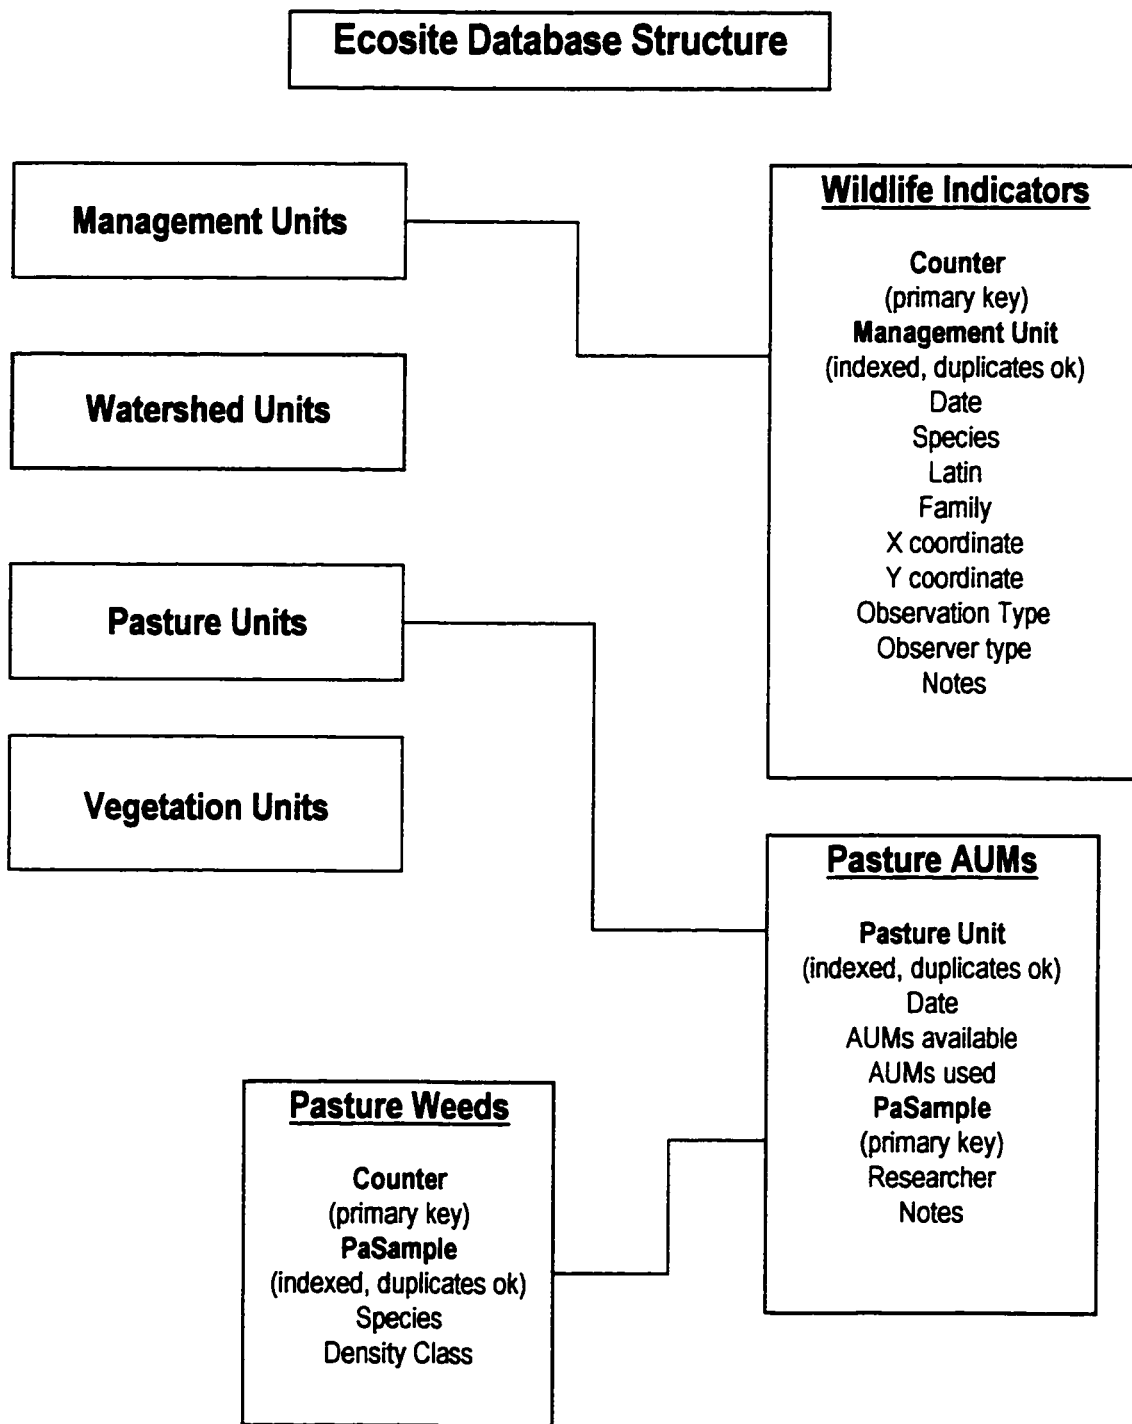 Ecosite Database Structure
Management Units
Watershed Units
Pasture Units
Vegetation Units
Wildlife Indicators
Counter
(primary key)
Management Unit
(indexed, duplicates ok)
Date
Species
Latin
Family
X coordinate
Y coordinate
Observation Type
Observer type
Notes
Pasture AUMs
Pasture Unit
(indexed, duplicates ok)
Date
AUMs available
AUMs used
PaSample
(primary key)
Researcher
Notes
Pasture Weeds
Counter
(primary key)
PaSample
(indexed, duplicates ok)
Species
Density Class